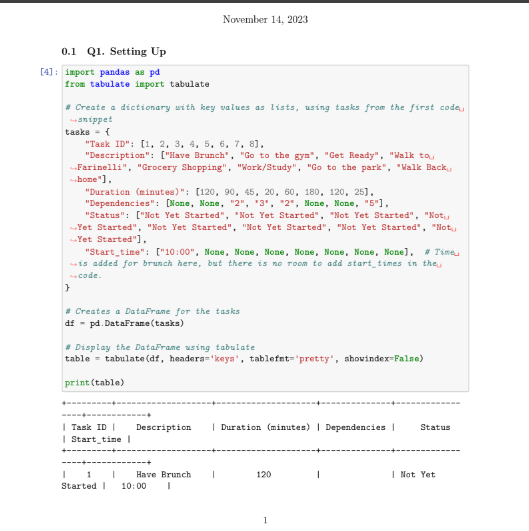 November 14, 2023
0.1 Q1. Setting Up
[4]: import pandas as pd
from tabulate import tabulate
# Create a dictionary with key values as lists, using tasks from the first code␣
↪snippet
tasks = {
"Task ID": [1, 2, 3, 4, 5, 6, 7, 8],
"Description": ["Have Brunch", "Go to the gym", "Get Ready", "Walk to␣
↪Farinelli", "Grocery Shopping", "Work/Study", "Go to the park", "Walk Back␣
↪home"],
"Duration (minutes)": [120, 90, 45, 20, 60, 180, 120, 25],
"Dependencies": [None, None, "2", "3", "2", None, None, "5"],
"Status": ["Not Yet Started", "Not Yet Started", "Not Yet Started", "Not␣
↪Yet Started", "Not Yet Started", "Not Yet Started", "Not Yet Started", "Not␣
↪Yet Started"],
"Start_time": ["10:00", None, None, None, None, None, None, None], # Time␣
↪is added for brunch here, but there is no room to add start_times in the␣
↪code.
}
# Creates a DataFrame for the tasks
df = pd.DataFrame(tasks)
# Display the DataFrame using tabulate
table = tabulate(df, headers='keys', tablefmt='pretty', showindex=False)
print(table)
+---------+-------------------+--------------------+--------------+-------------
----+------------+
| Task ID | Description | Duration (minutes) | Dependencies | Status
| Start_time |
+---------+-------------------+--------------------+--------------+-------------
----+------------+
| 1 | Have Brunch | 120 | | Not Yet
Started | 10:00 |
1